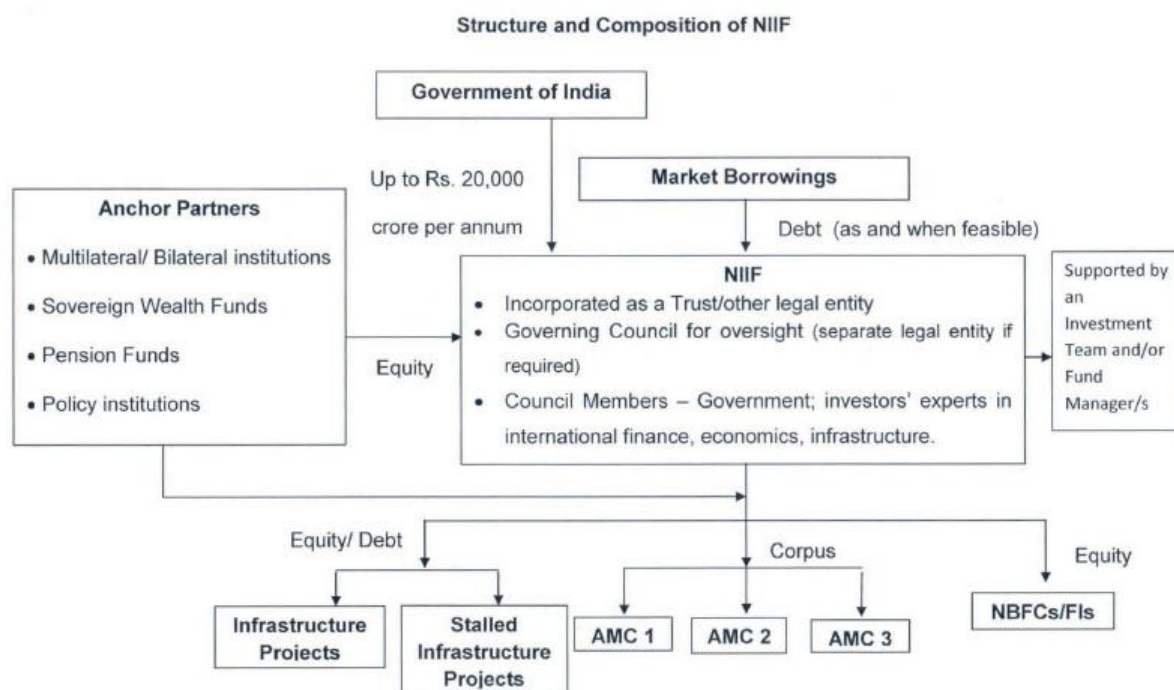 Structure and Composition of NIIF
Government of India
Up to Rs. 20,000
crore per annum
Market Borrowings
Debt (as and when feasible)
Anchor Partners
• Multilateral/ Bilateral institutions
• Sovereign Wealth Funds
• Pension Funds
• Policy institutions
Equity
NIIF
• Incorporated as a Trust/other legal entity
• Governing Council for oversight (separate legal entity if
required)
• Council Members – Government; investors' experts in
international finance, economics, infrastructure.
Supported by
an
Investment
Team and/or
Fund
Manager/s
Equity/ Debt
Corpus
Equity
Infrastructure
Projects
Stalled
Infrastructure
Projects
AMC 1
AMC 2
AMC 3
NBFCs/FIs